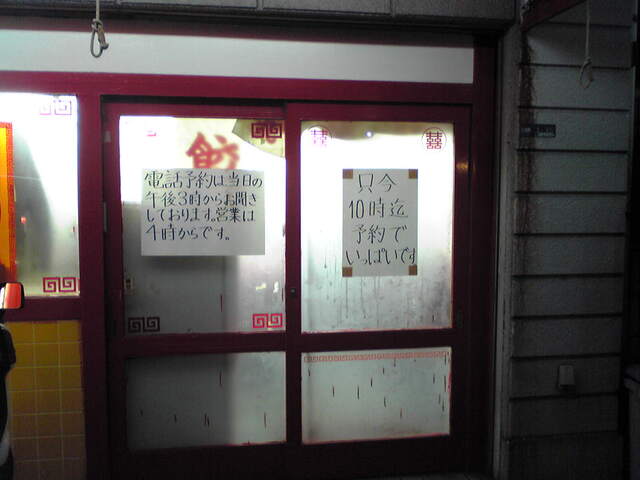 餃
電話予約は当日の
午後3時からお聞き
しております。営業は
4時からです。
只今
10時迄
予約で
いっぱいです
囍
囍